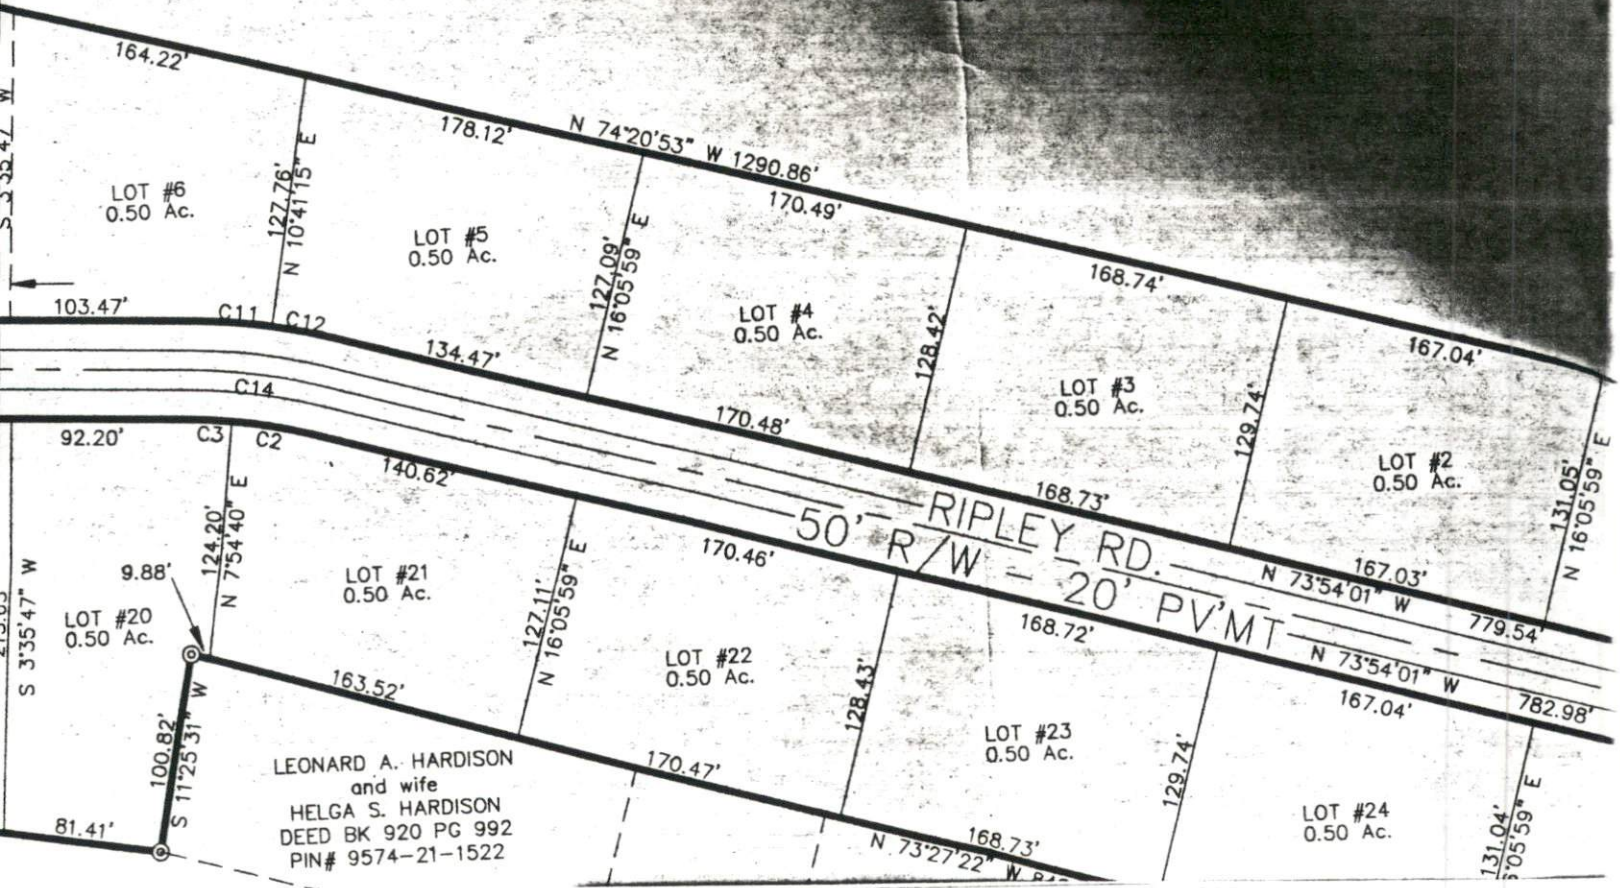 164.22'
178.12'
N 74°20'53" W 1290.86'
170.49'
168.74'
167.04'
S 3°35'47" W
LOT #6
0.50 Ac.
127.76'
N 10°41'15" E
LOT #5
0.50 Ac.
127.09'
N 16°05'59" E
LOT #4
0.50 Ac.
128.42'
LOT #3
0.50 Ac.
129.74'
LOT #2
0.50 Ac.
131.05'
N 16°05'59" E
103.47'
C11
C12
134.47'
170.48'
168.73'
167.03'
N 73°54'01" W
779.54'
C14
RIPLEY RD.
50' R/W - 20' PV'MT
92.20'
C3
C2
140.62'
170.46'
168.72'
N 73°54'01" W
782.98'
167.04'
S 3°35'47" W
LOT #20
0.50 Ac.
9.88'
124.20'
N 7°54'40" E
LOT #21
0.50 Ac.
127.11'
N 16°05'59" E
LOT #22
0.50 Ac.
128.43'
LOT #23
0.50 Ac.
129.74'
LOT #24
0.50 Ac.
131.04'
5°05'59" E
163.52'
170.47'
168.73'
N 73°27'22" W
100.82'
S 11°25'31" W
81.41'
LEONARD A. HARDISON
and wife
HELGA S. HARDISON
DEED BK 920 PG 992
PIN# 9574-21-1522